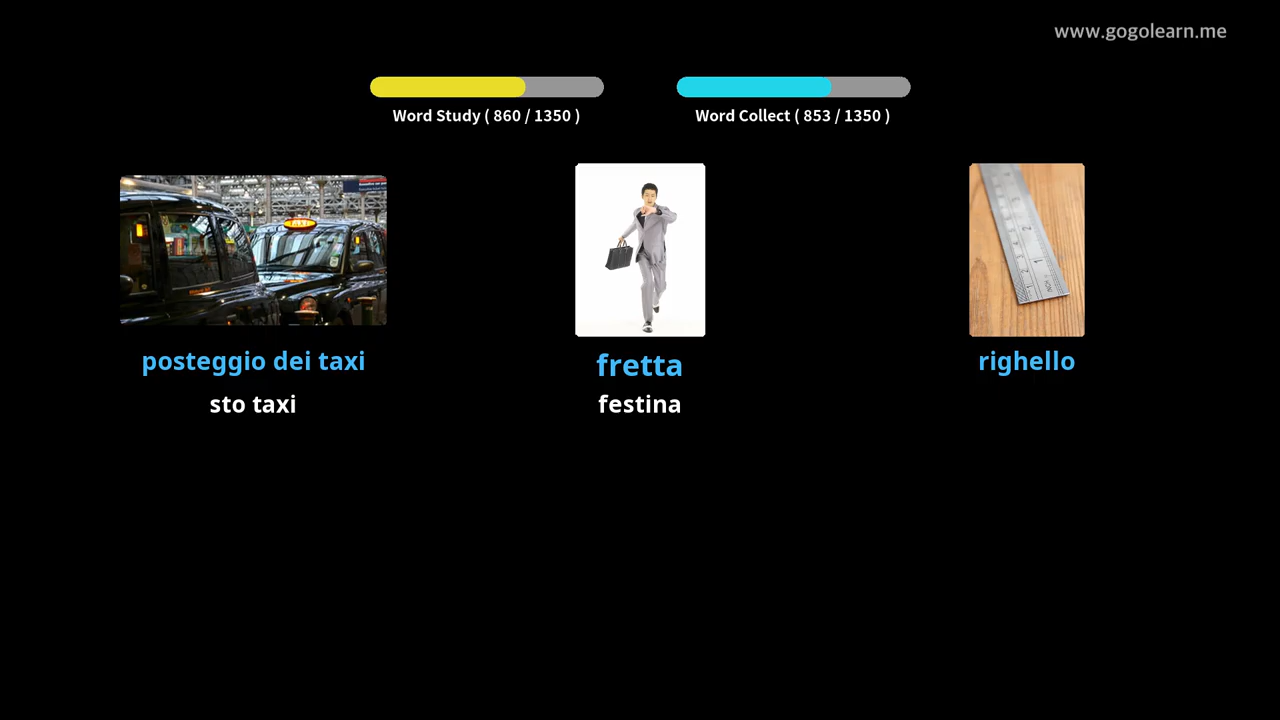 www.gogolearn.me
Word Study ( 860 / 1350 )
Word Collect ( 853 / 1350 )
TAXI
posteggio dei taxi
fretta
righello
sto taxi
festina